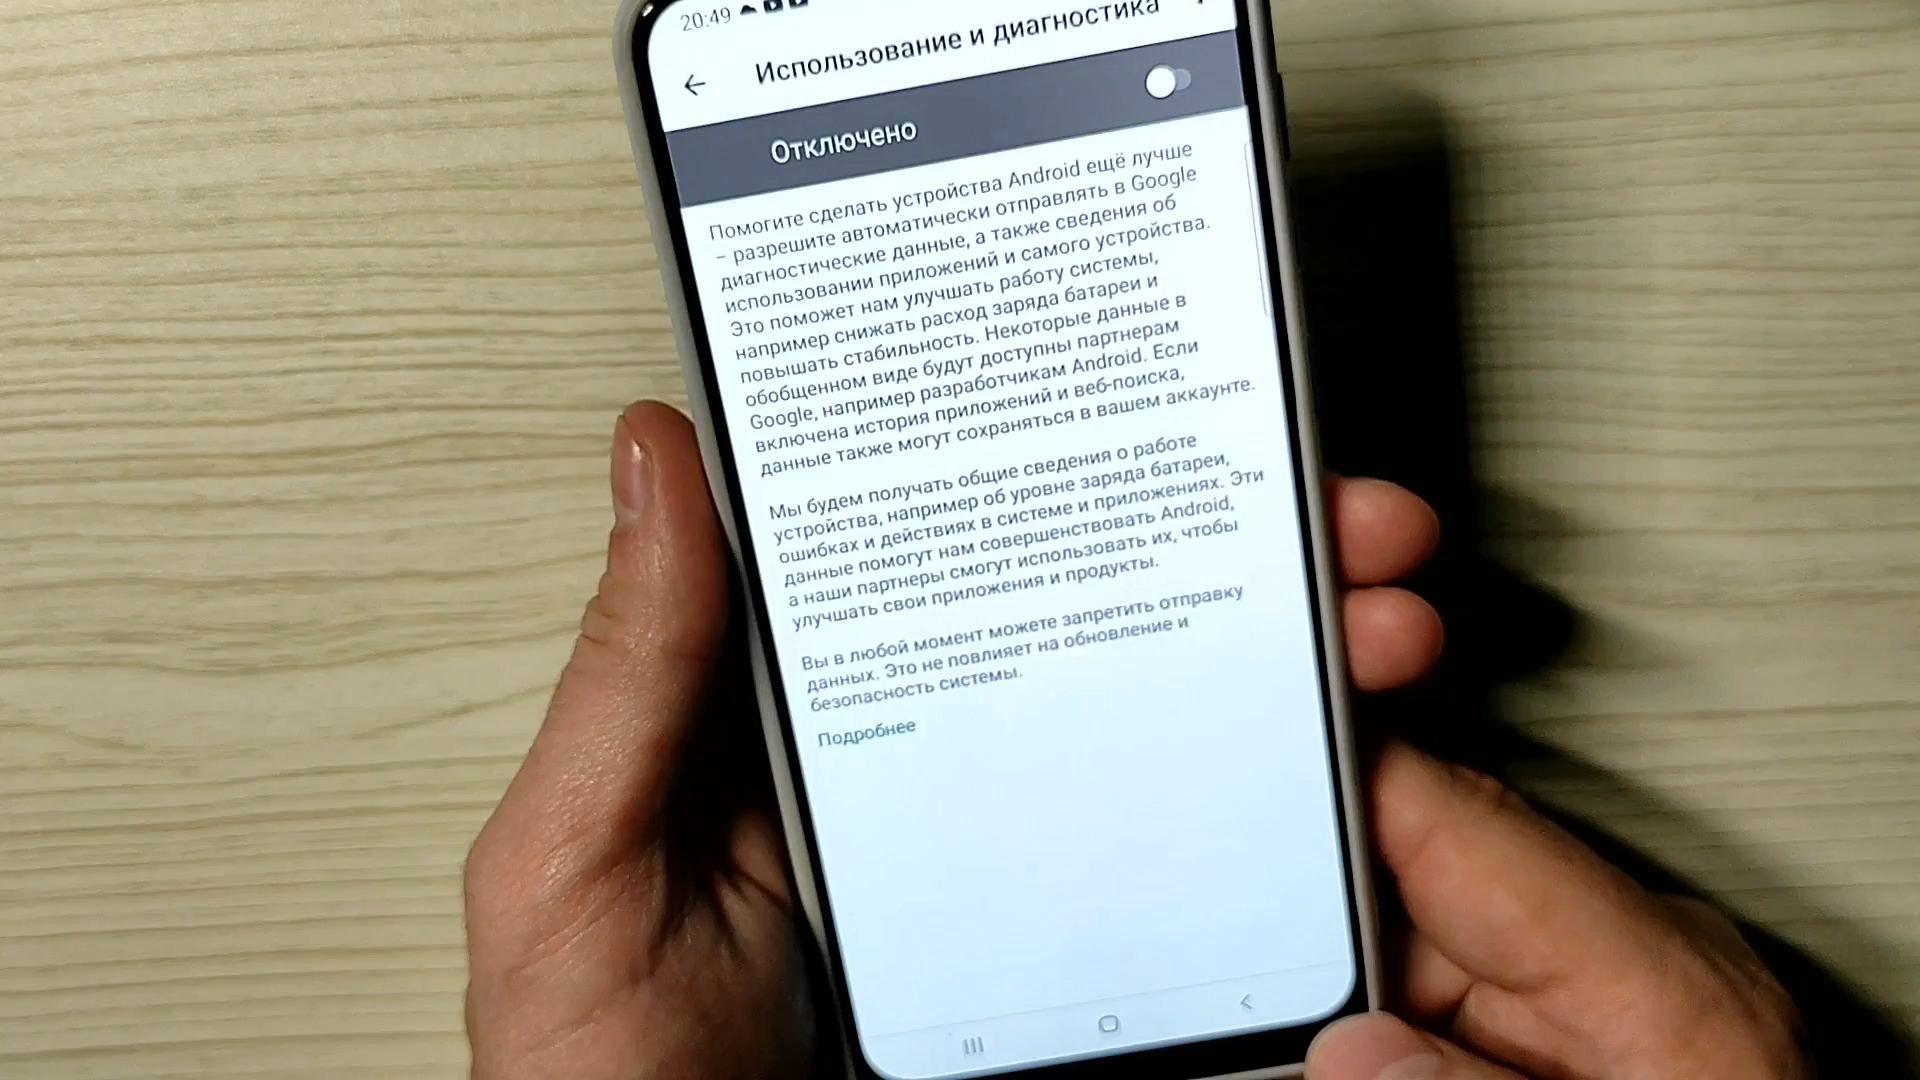 20:49
Использование и диагностика
Отключено
Помогите сделать устройства Android ещё лучше
– разрешите автоматически отправлять в Google
диагностические данные, а также сведения об
использовании приложений и самого устройства.
Это поможет нам улучшать работу системы,
например снижать расход заряда батареи и
повышать стабильность. Некоторые данные в
обобщенном виде будут доступны партнерам
Google, например разработчикам Android. Если
включена история приложений и веб-поиска,
данные также могут сохраняться в вашем аккаунте.
Мы будем получать общие сведения о работе
устройства, например об уровне заряда батареи,
ошибках и действиях в системе и приложениях. Эти
данные помогут нам совершенствовать Android,
а наши партнеры смогут использовать их, чтобы
улучшать свои приложения и продукты.
Вы в любой момент можете запретить отправку
данных. Это не повлияет на обновление и
безопасность системы.
Подробнее